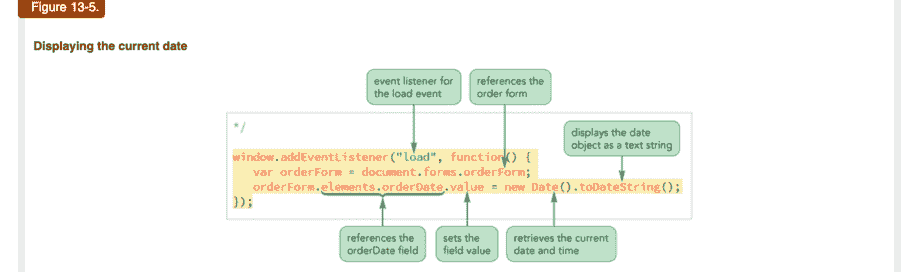 Figure 13-5.
Displaying the current date
event listener for
the load event
references the
order form
*/
displays the date
object as a text string
window.addEventListener("load", function() {
var orderForm = document.forms.orderForm;
orderForm.elements.orderDate.value = new Date().toDateString();
});
references the
orderDate field
sets the
field value
retrieves the current
date and time